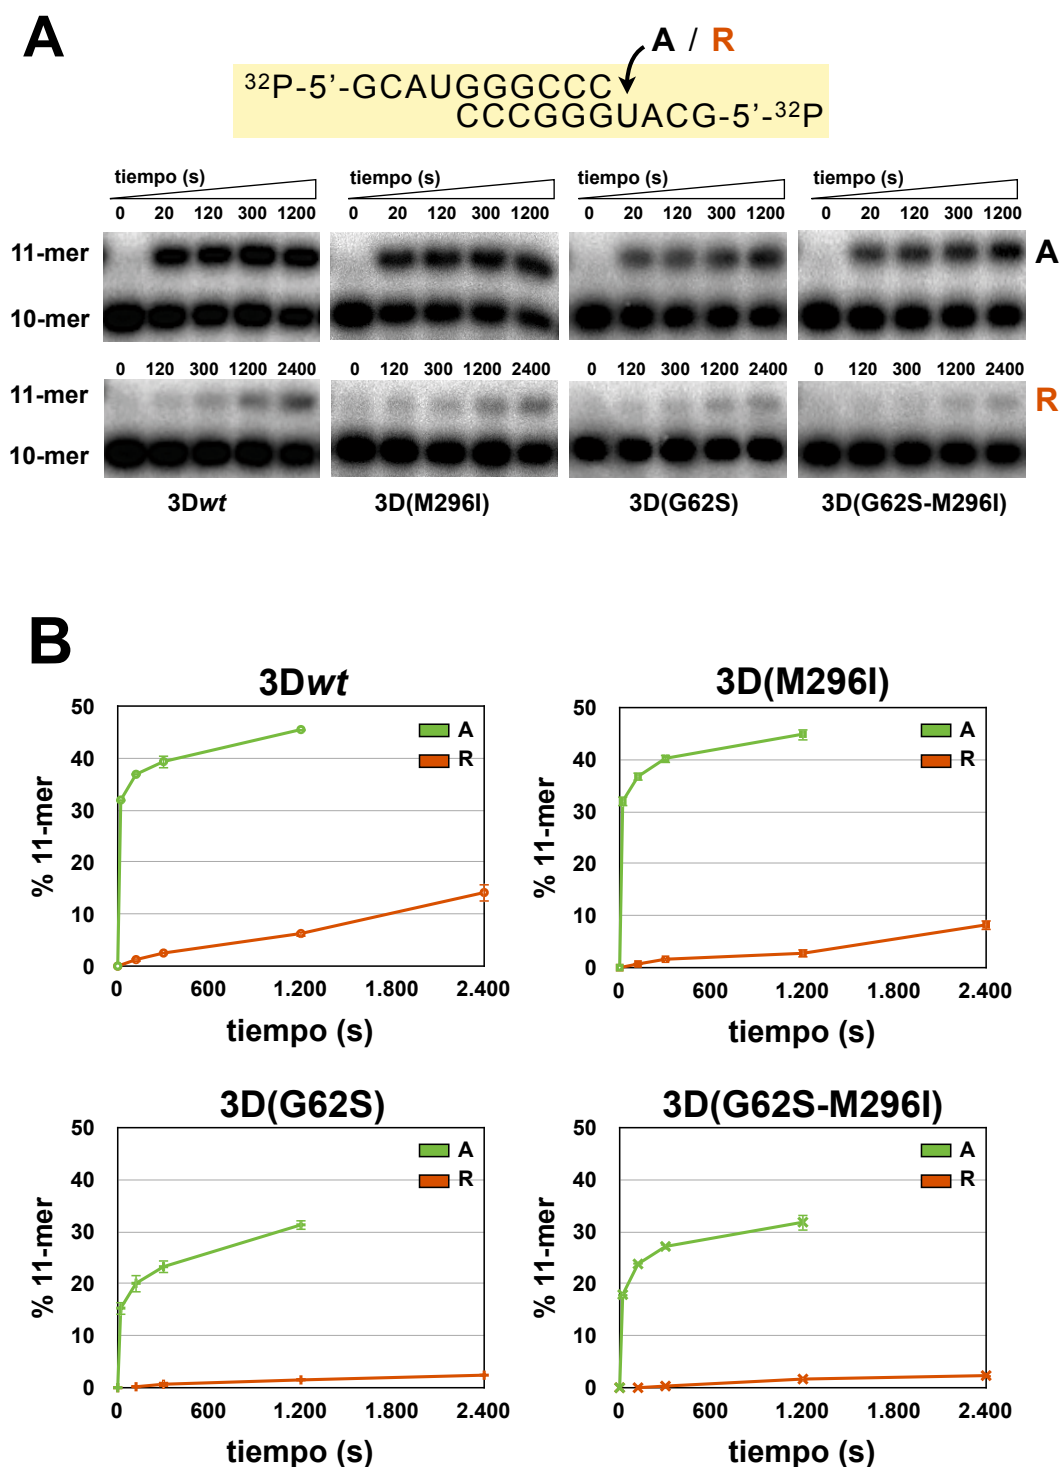 A
A / R
32P-5’-GCAUGGGCCC
CCCGGGUACG-5’-32P
tiempo (s) tiempo (s) tiempo (s) tiempo (s)
0 20 120 300 1200 0 20 120 300 1200 0 20 120 300 1200 0 20 120 300 1200
11-mer A
10-mer
0 120 300 1200 2400 0 120 300 1200 2400 0 120 300 1200 2400 0 120 300 1200 2400
11-mer R
10-mer
3Dwt 3D(M296I) 3D(G62S) 3D(G62S-M296I)
B
3Dwt
50
40
30
20
10
0
% 11-mer
A
R
0 600 1.200 1.800 2.400
tiempo (s)
3D(M296I)
50
40
30
20
10
0
% 11-mer
A
R
0 600 1.200 1.800 2.400
tiempo (s)
3D(G62S)
50
40
30
20
10
0
% 11-mer
A
R
0 600 1.200 1.800 2.400
tiempo (s)
3D(G62S-M296I)
50
40
30
20
10
0
% 11-mer
A
R
0 600 1.200 1.800 2.400
tiempo (s)